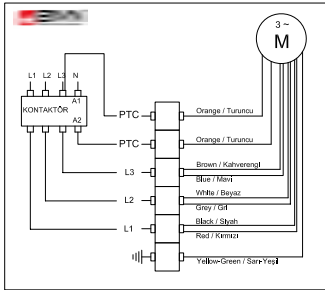 3 ~
M
L1 L2 L3 N
A1
KONTAKTÖR
A2
PTC
Orange / Turuncu
PTC
Orange / Turuncu
L3
Brown / Kahverengi
Blue / Mavi
L2
White / Beyaz
Grey / Gri
L1
Black / Siyah
Red / Kırmızı
Yellow-Green / Sarı-Yeşil